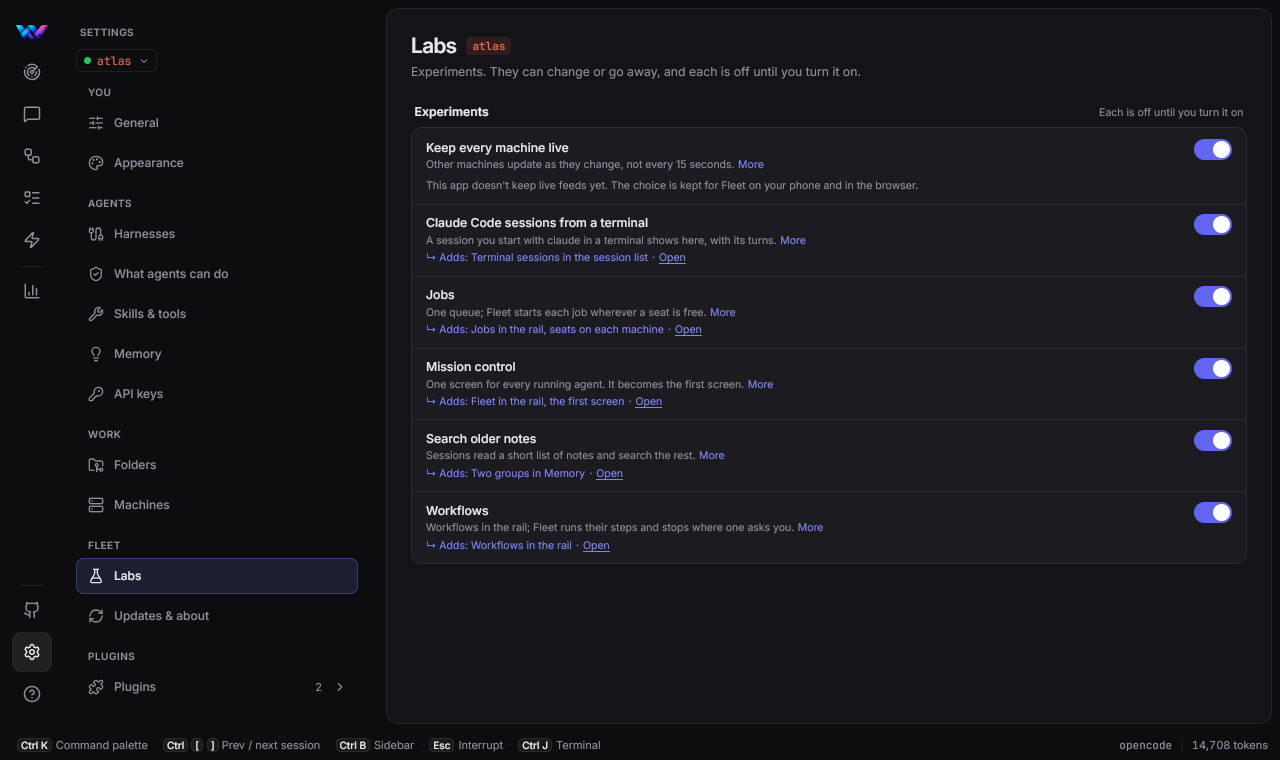 SETTINGS
atlas
YOU
General
Appearance
AGENTS
Harnesses
What agents can do
Skills & tools
Memory
API keys
WORK
Folders
Machines
FLEET
Labs
Updates & about
PLUGINS
Plugins 2
Labs atlas
Experiments. They can change or go away, and each is off until you turn it on.
Experiments Each is off until you turn it on
Keep every machine live
Other machines update as they change, not every 15 seconds. More
This app doesn't keep live feeds yet. The choice is kept for Fleet on your phone and in the browser.
Claude Code sessions from a terminal
A session you start with claude in a terminal shows here, with its turns. More
↳ Adds: Terminal sessions in the session list · Open
Jobs
One queue; Fleet starts each job wherever a seat is free. More
↳ Adds: Jobs in the rail, seats on each machine · Open
Mission control
One screen for every running agent. It becomes the first screen. More
↳ Adds: Fleet in the rail, the first screen · Open
Search older notes
Sessions read a short list of notes and search the rest. More
↳ Adds: Two groups in Memory · Open
Workflows
Workflows in the rail; Fleet runs their steps and stops where one asks you. More
↳ Adds: Workflows in the rail · Open
Ctrl K Command palette · Ctrl [ ] Prev / next session · Ctrl B Sidebar · Esc Interrupt · Ctrl J Terminal opencode 14,708 tokens